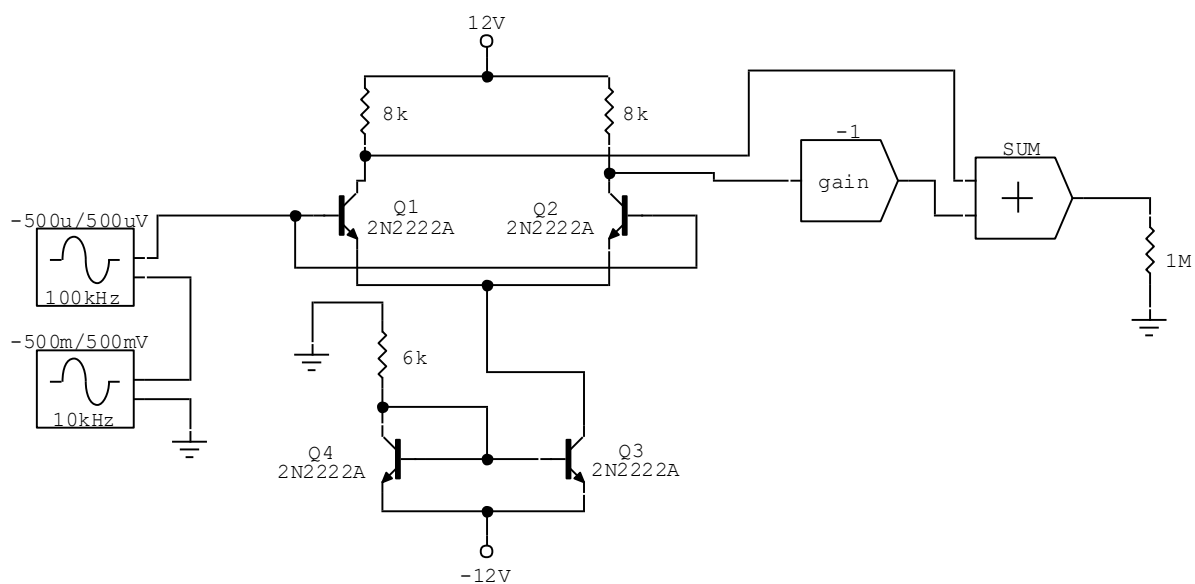 12V
8k
8k
-1
SUM
gain
-500u/500uV
Q1
2N2222A
Q2
2N2222A
100kHz
1M
-500m/500mV
6k
10kHz
Q4
2N2222A
Q3
2N2222A
-12V